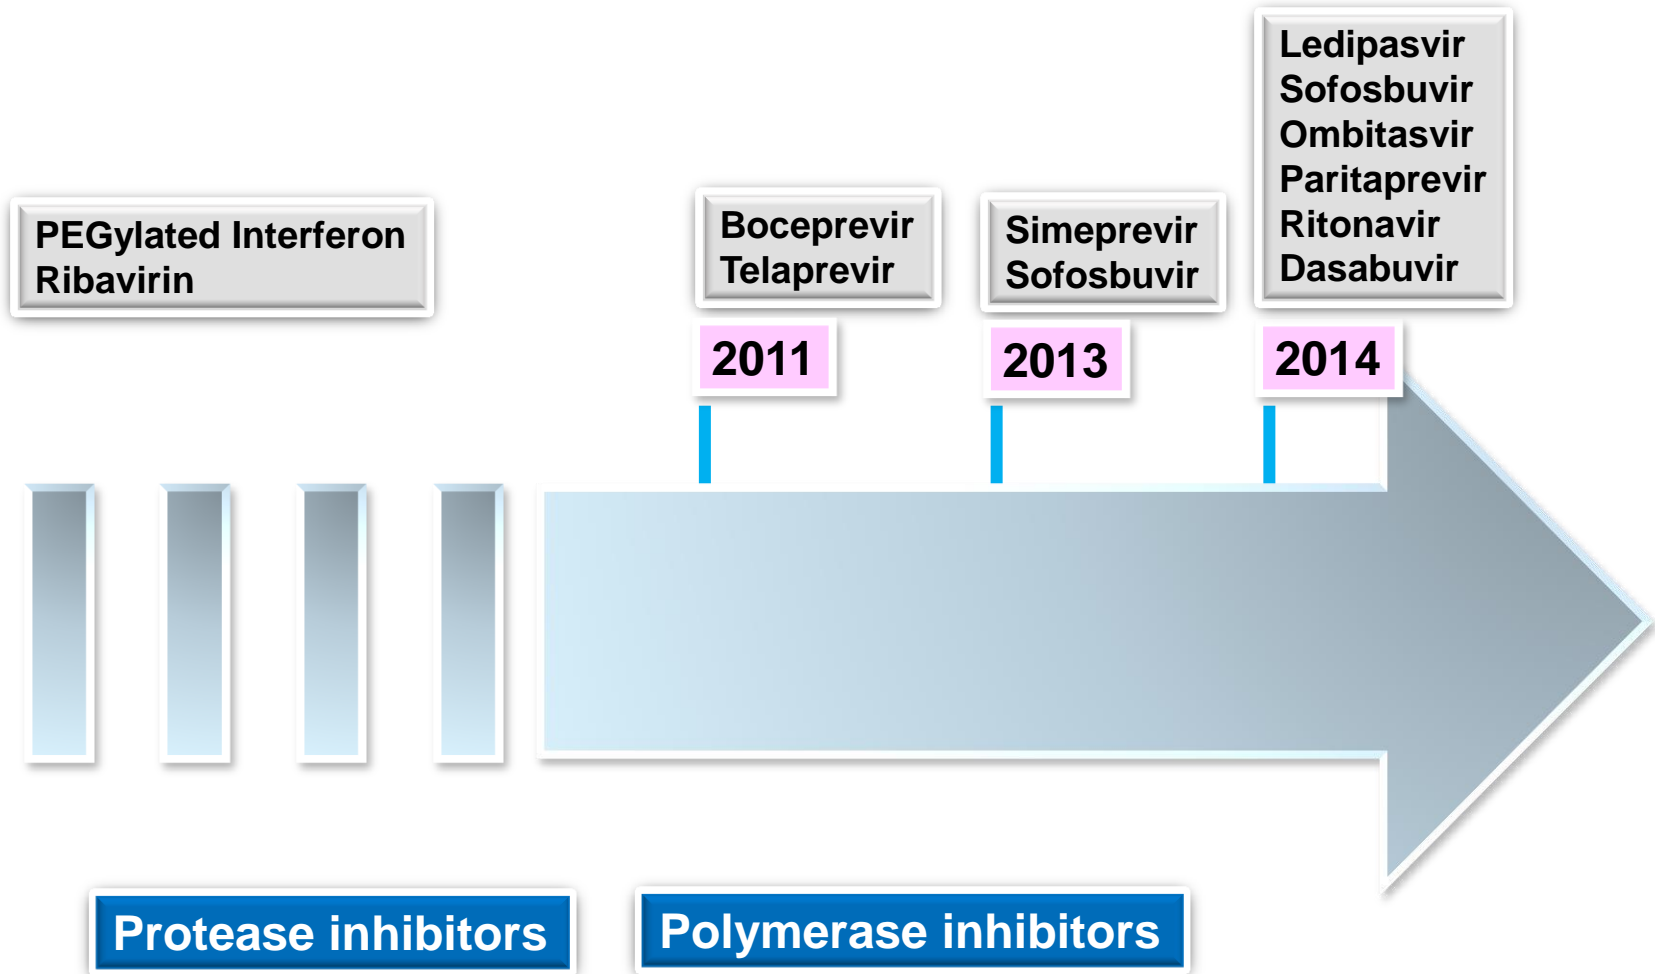 PEGylated Interferon
Ribavirin
Boceprevir
Telaprevir
2011
Simeprevir
Sofosbuvir
2013
Ledipasvir
Sofosbuvir
Ombitasvir
Paritaprevir
Ritonavir
Dasabuvir
2014
Protease inhibitors
Polymerase inhibitors